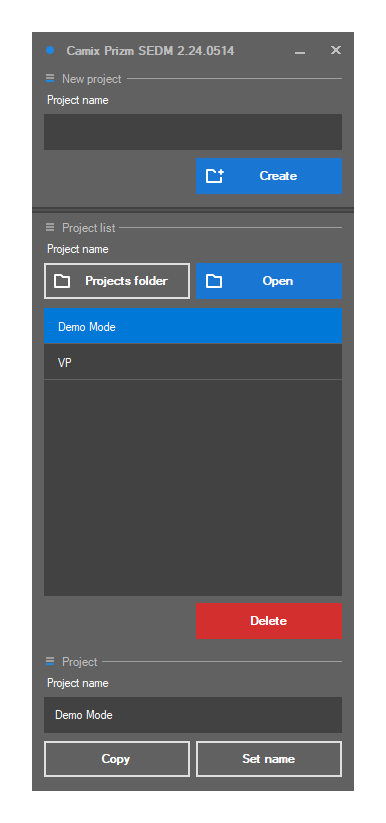 Camix Prizm SEDM 2.24.0514
New project
Project name
Create
Project list
Project name
Projects folder
Open
Demo Mode
VP
Delete
Project
Project name
Demo Mode
Copy
Set name